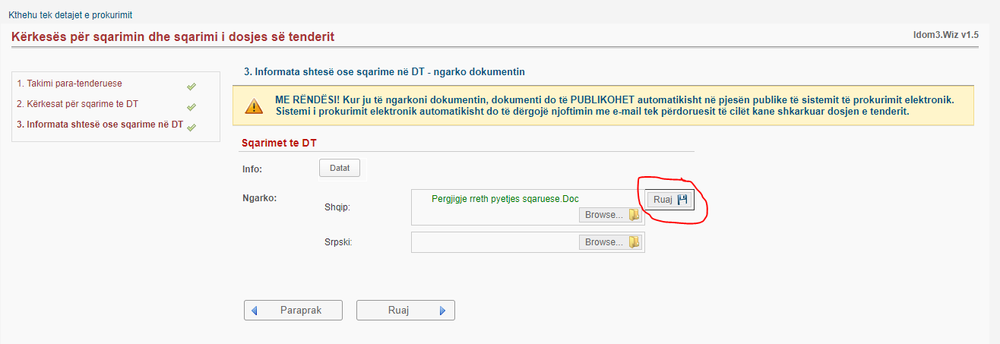 Kthehu tek detajet e prokurimit
Kërkesës për sqarimin dhe sqarimi i dosjes së tenderit
Idom3.Wiz v1.5
1. Takimi para-tenderuese
2. Kërkesat për sqarime te DT
3. Informata shtesë ose sqarime në DT
3. Informata shtesë ose sqarime në DT - ngarko dokumentin
ME RËNDËSI! Kur ju të ngarkoni dokumentin, dokumenti do të PUBLIKOHET automatikisht në pjesën publike të sistemit të prokurimit elektronik.
Sistemi i prokurimit elektronik automatikisht do të dërgojë njoftimin me e-mail tek përdoruesit të cilët kane shkarkuar dosjen e tenderit.
Sqarimet te DT
Info:
Datat
Ngarko:
Shqip:
Pergjigje rreth pyetjes sqaruese.Doc
Ruaj
Browse...
Srpski:
Browse...
Paraprak
Ruaj